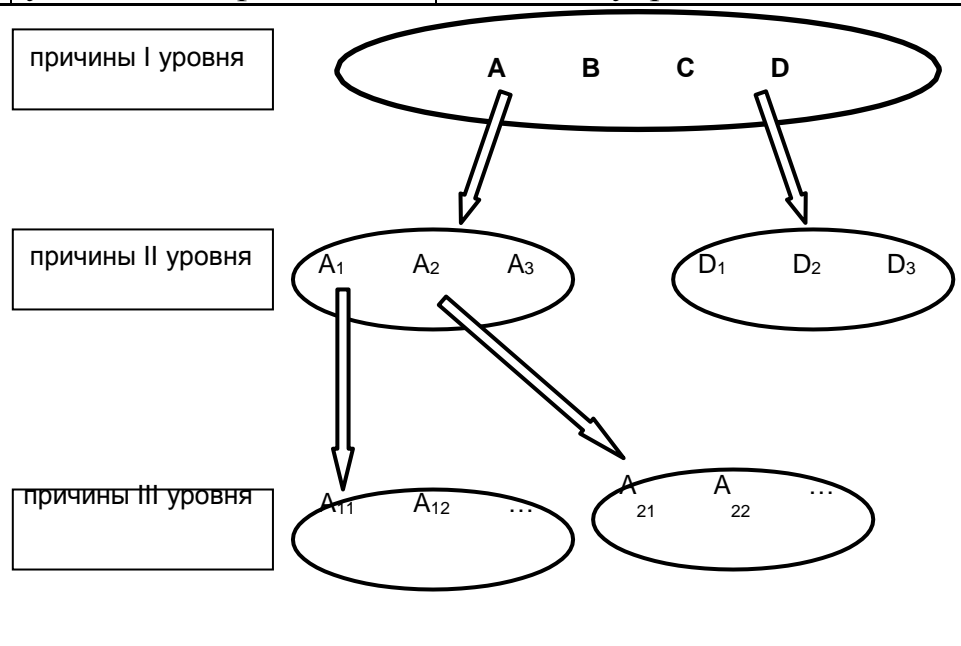 причины I уровня
A B C D
причины II уровня
A1 A2 A3
D1 D2 D3
причины III уровня
A11 A12 …
A21 A22 …